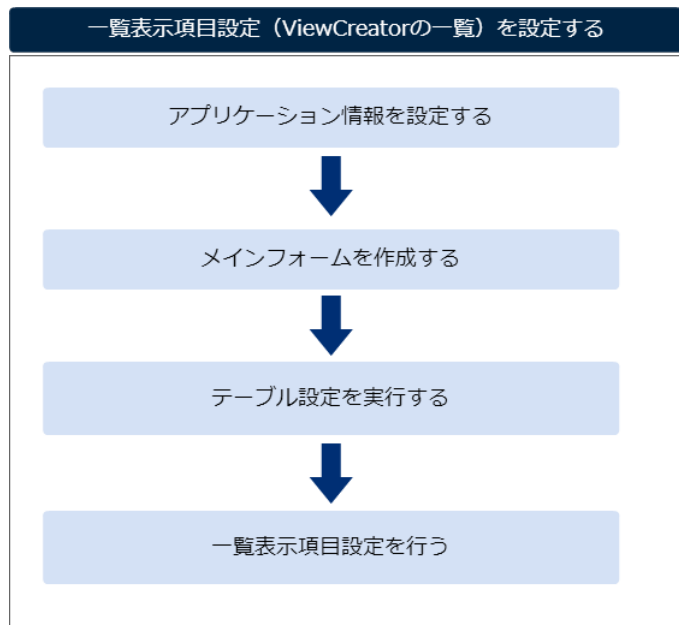 一覧表示項目設定（ViewCreatorの一覧）を設定する
アプリケーション情報を設定する
メインフォームを作成する
テーブル設定を実行する
一覧表示項目設定を行う